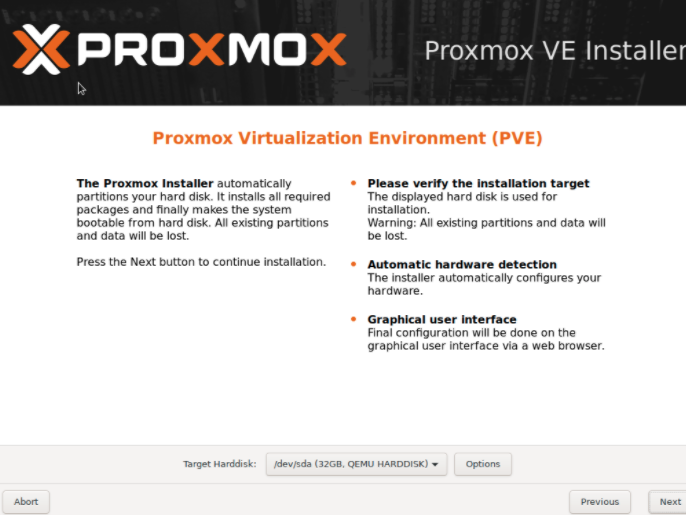 PROXMOX
Proxmox VE Installer
Proxmox Virtualization Environment (PVE)
The Proxmox Installer automatically
partitions your hard disk. It installs all required
packages and finally makes the system
bootable from hard disk. All existing partitions
and data will be lost.
Press the Next button to continue installation.
Please verify the installation target
The displayed hard disk is used for
installation.
Warning: All existing partitions and data will
be lost.
Automatic hardware detection
The installer automatically configures your
hardware.
Graphical user interface
Final configuration will be done on the
graphical user interface via a web browser.
Target Harddisk: /dev/sda (32GB, QEMU HARDDISK) Options
Abort Previous Next